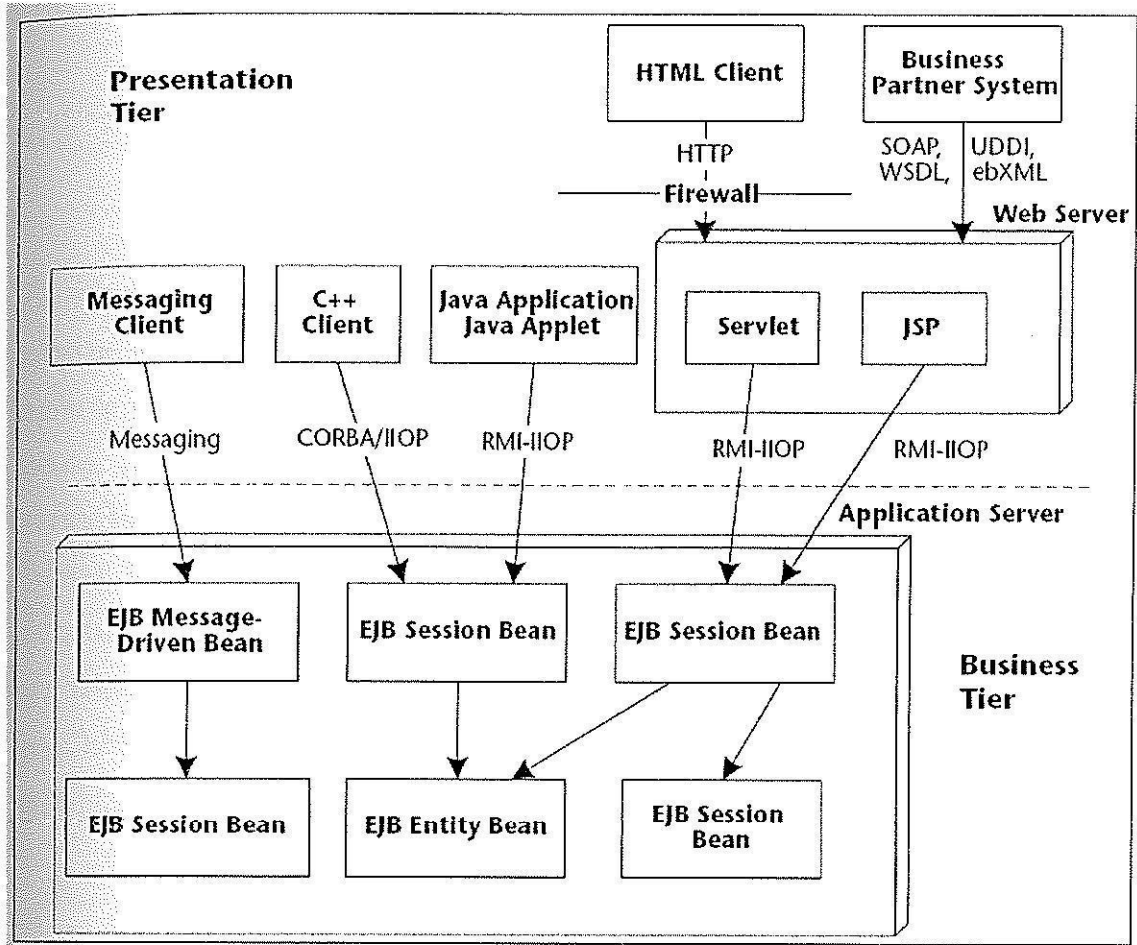 Presentation
Tier
HTML Client
Business
Partner System
HTTP
SOAP,
WSDL,
UDDI,
ebXML
Firewall
Web Server
Messaging
Client
C++
Client
Java Application
Java Applet
Servlet
JSP
Messaging
CORBA/IIOP
RMI-IIOP
RMI-IIOP
RMI-IIOP
Application Server
EJB Message-
Driven Bean
EJB Session Bean
EJB Session Bean
Business
Tier
EJB Session Bean
EJB Entity Bean
EJB Session
Bean